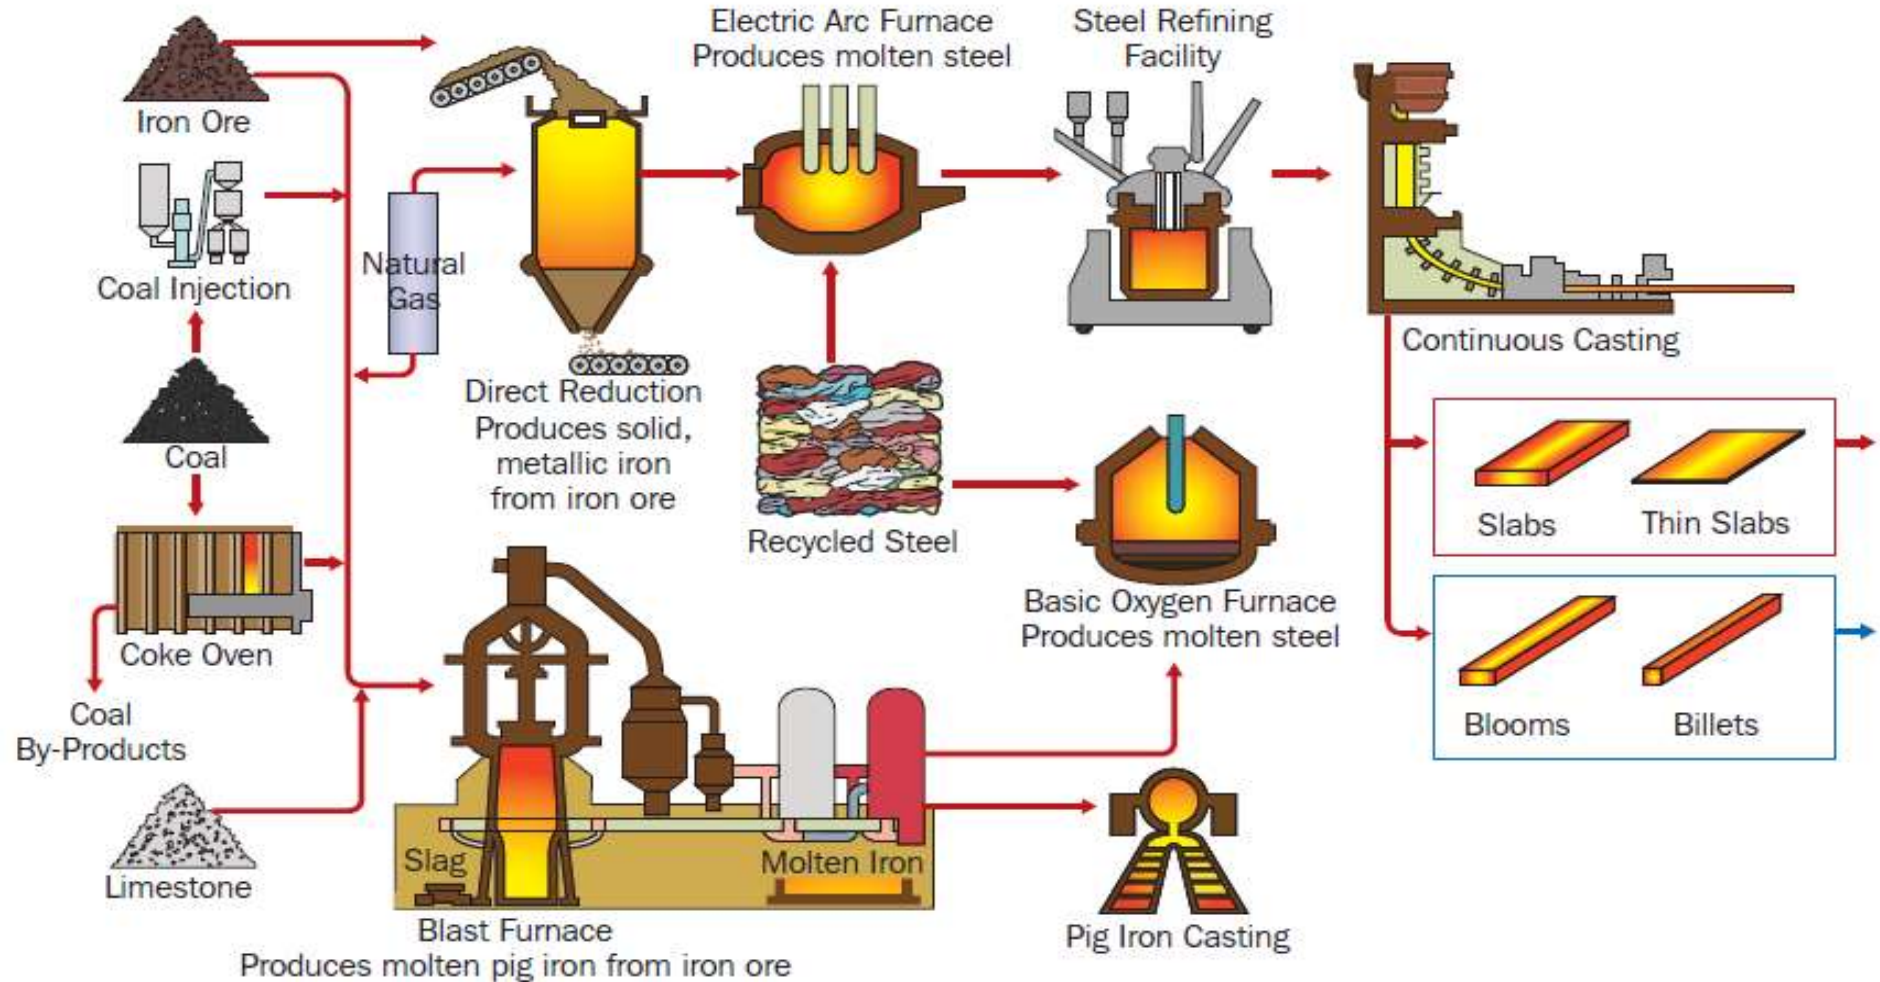 Iron Ore
Coal Injection
Coal
Coke Oven
Coal
By-Products
Limestone
Natural
Gas
Direct Reduction
Produces solid,
metallic iron
from iron ore
Electric Arc Furnace
Produces molten steel
Recycled Steel
Steel Refining
Facility
Basic Oxygen Furnace
Produces molten steel
Slag
Molten Iron
Blast Furnace
Produces molten pig iron from iron ore
Pig Iron Casting
Continuous Casting
Slabs
Thin Slabs
Blooms
Billets